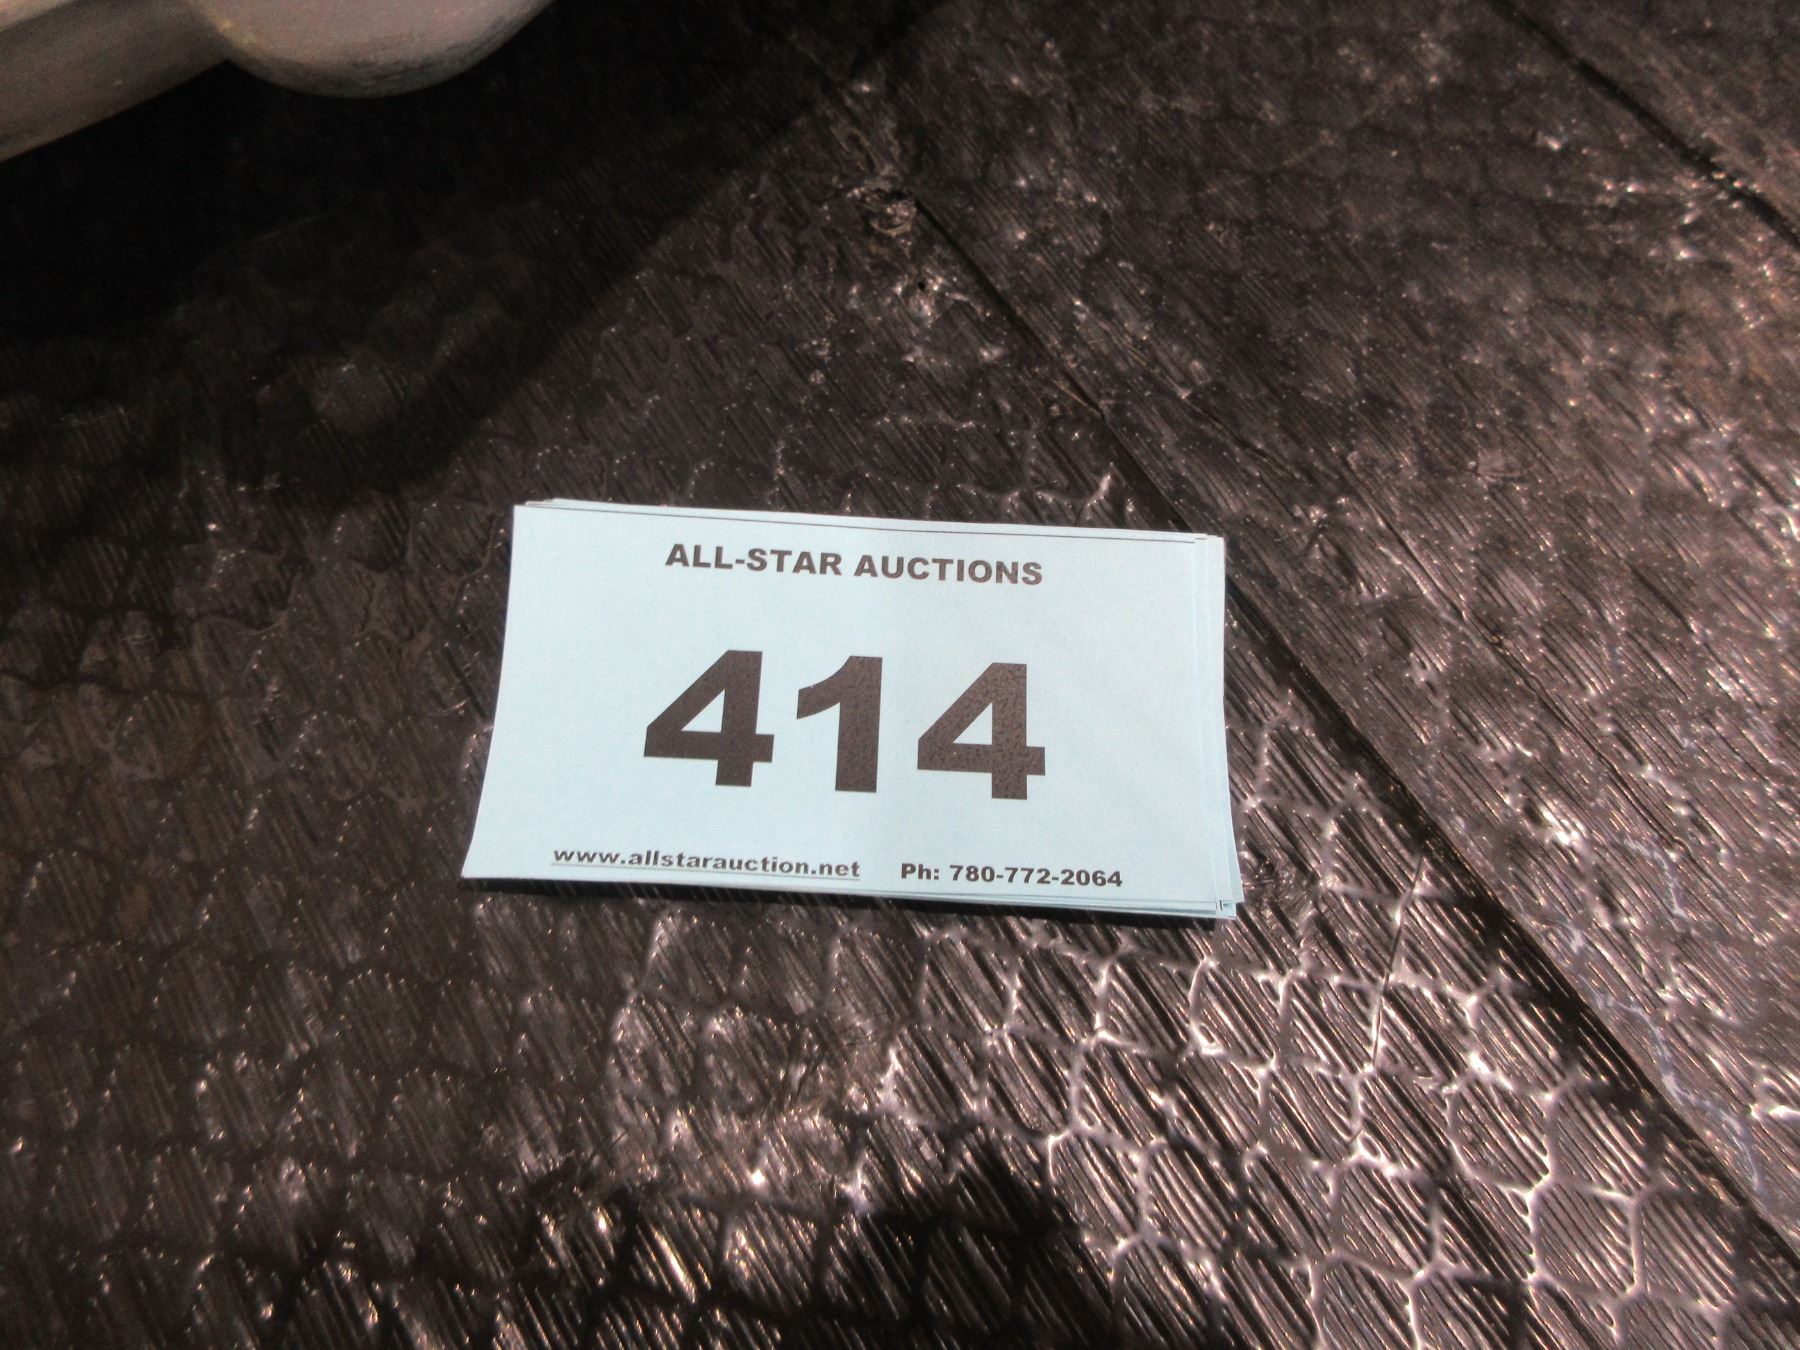 ALL-STAR AUCTIONS
414
www.allstarauction.net Ph: 780-772-2064